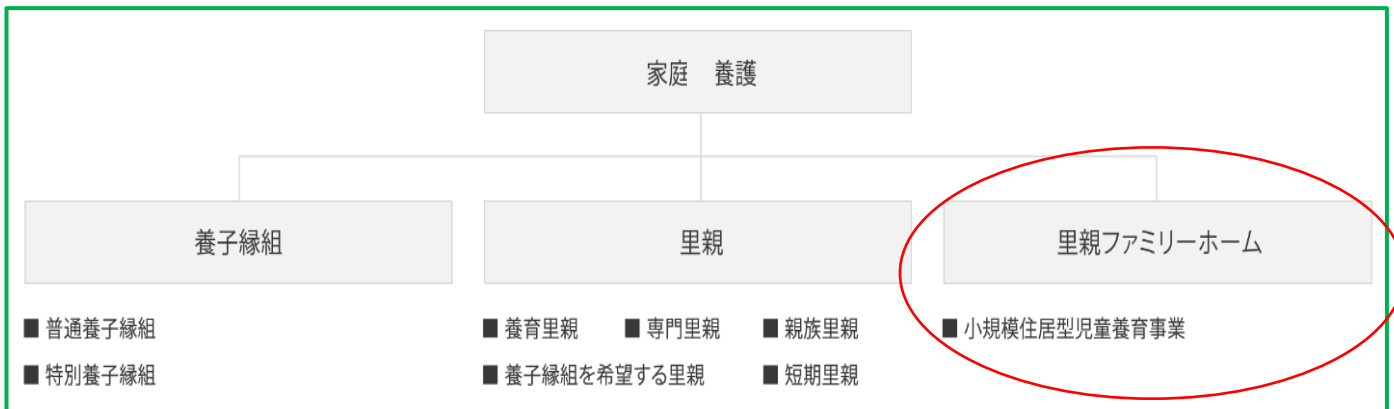 家庭　養護
養子縁組
里親
里親ファミリーホーム
■ 普通養子縁組
■ 特別養子縁組
■ 養育里親　■ 専門里親　■ 親族里親
■ 養子縁組を希望する里親　■ 短期里親
■ 小規模住居型児童養育事業